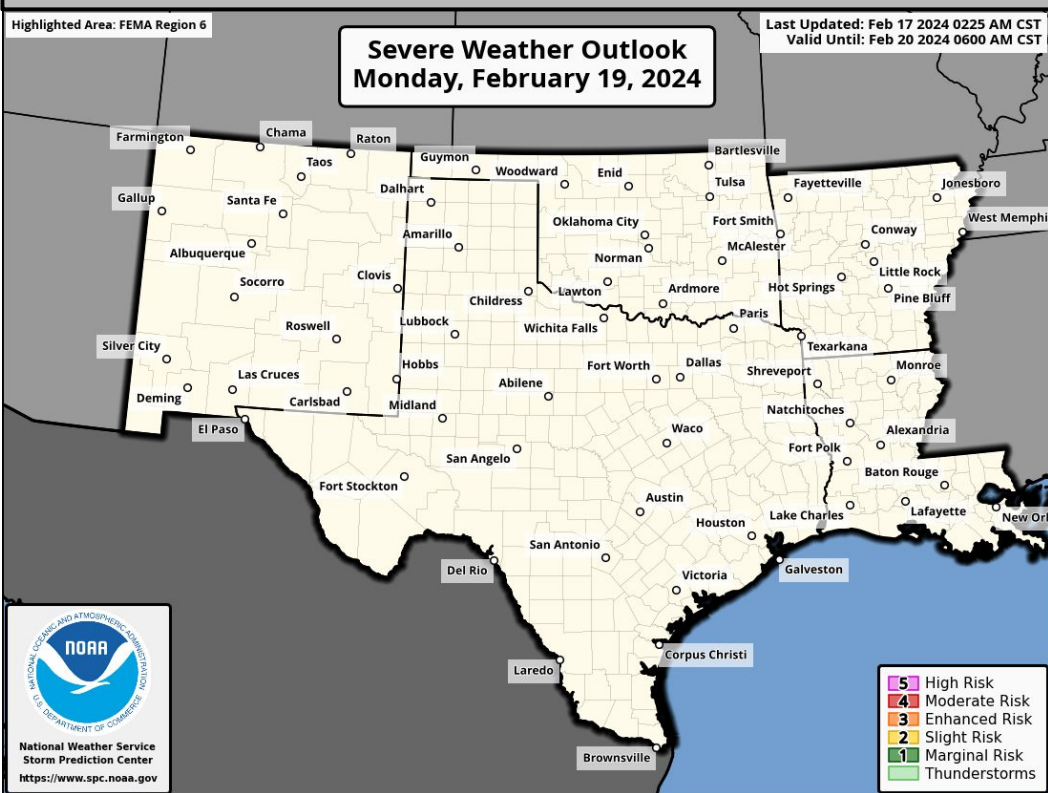 Highlighted Area: FEMA Region 6
Severe Weather Outlook
Monday, February 19, 2024
Last Updated: Feb 17 2024 0225 AM CST
Valid Until: Feb 20 2024 0600 AM CST
Farmington
Chama
Raton
Taos
Gallup
Santa Fe
Albuquerque
Socorro
Clovis
Roswell
Silver City
Las Cruces
Hobbs
Deming
Carlsbad
Guymon
Woodward
Enid
Bartlesville
Tulsa
Oklahoma City
Norman
McAlester
Lawton
Ardmore
Fayetteville
Jonesboro
Fort Smith
West Memphi
Conway
Little Rock
Hot Springs
Pine Bluff
Texarkana
Dalhart
Amarillo
Childress
Lubbock
Wichita Falls
Paris
Fort Worth
Dallas
Abilene
Midland
El Paso
San Angelo
Waco
Fort Stockton
Austin
Houston
San Antonio
Del Rio
Galveston
Victoria
Corpus Christi
Laredo
Brownsville
Shreveport
Monroe
Natchitoches
Alexandria
Fort Polk
Baton Rouge
Lake Charles
Lafayette
New Orl
NATIONAL OCEANIC AND ATMOSPHERIC ADMINISTRATION
NOAA
U.S. DEPARTMENT OF COMMERCE
National Weather Service
Storm Prediction Center
https://www.spc.noaa.gov
5 High Risk
4 Moderate Risk
3 Enhanced Risk
2 Slight Risk
1 Marginal Risk
Thunderstorms